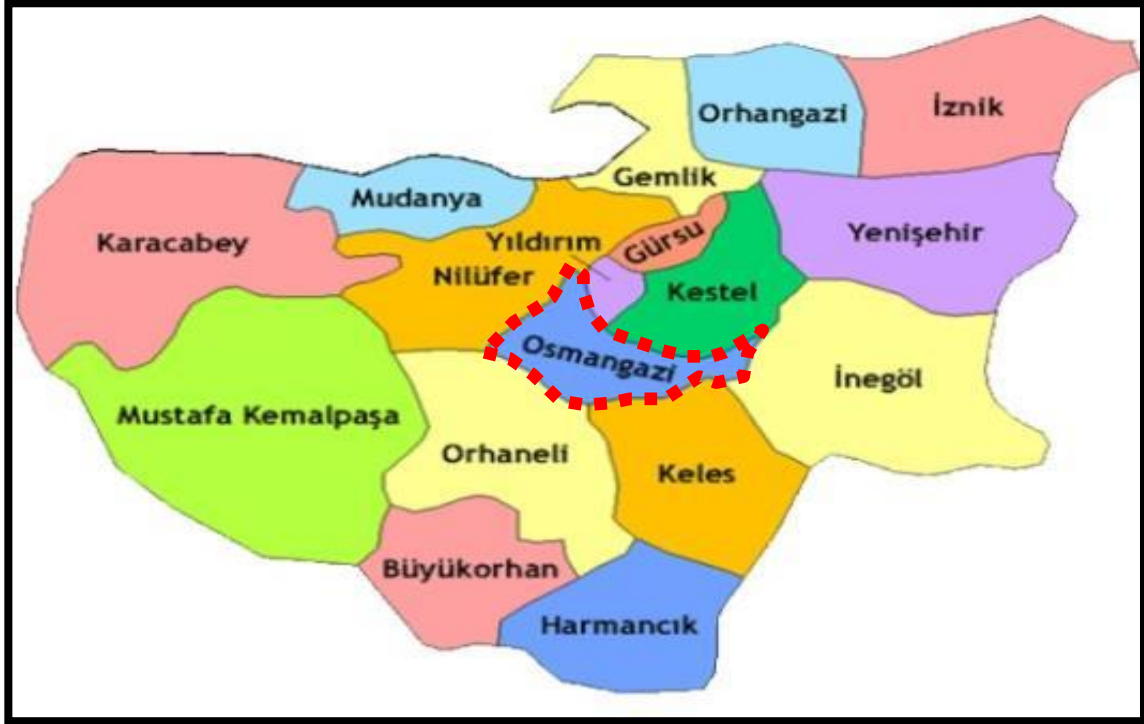 Orhangazi
İznik
Gemlik
Mudanya
Karacabey
Yıldırım
Gürsu
Yenişehir
Nilüfer
Kestel
Osmangazi
İnegöl
Mustafa Kemalpaşa
Orhaneli
Keles
Büyükorhan
Harmancık